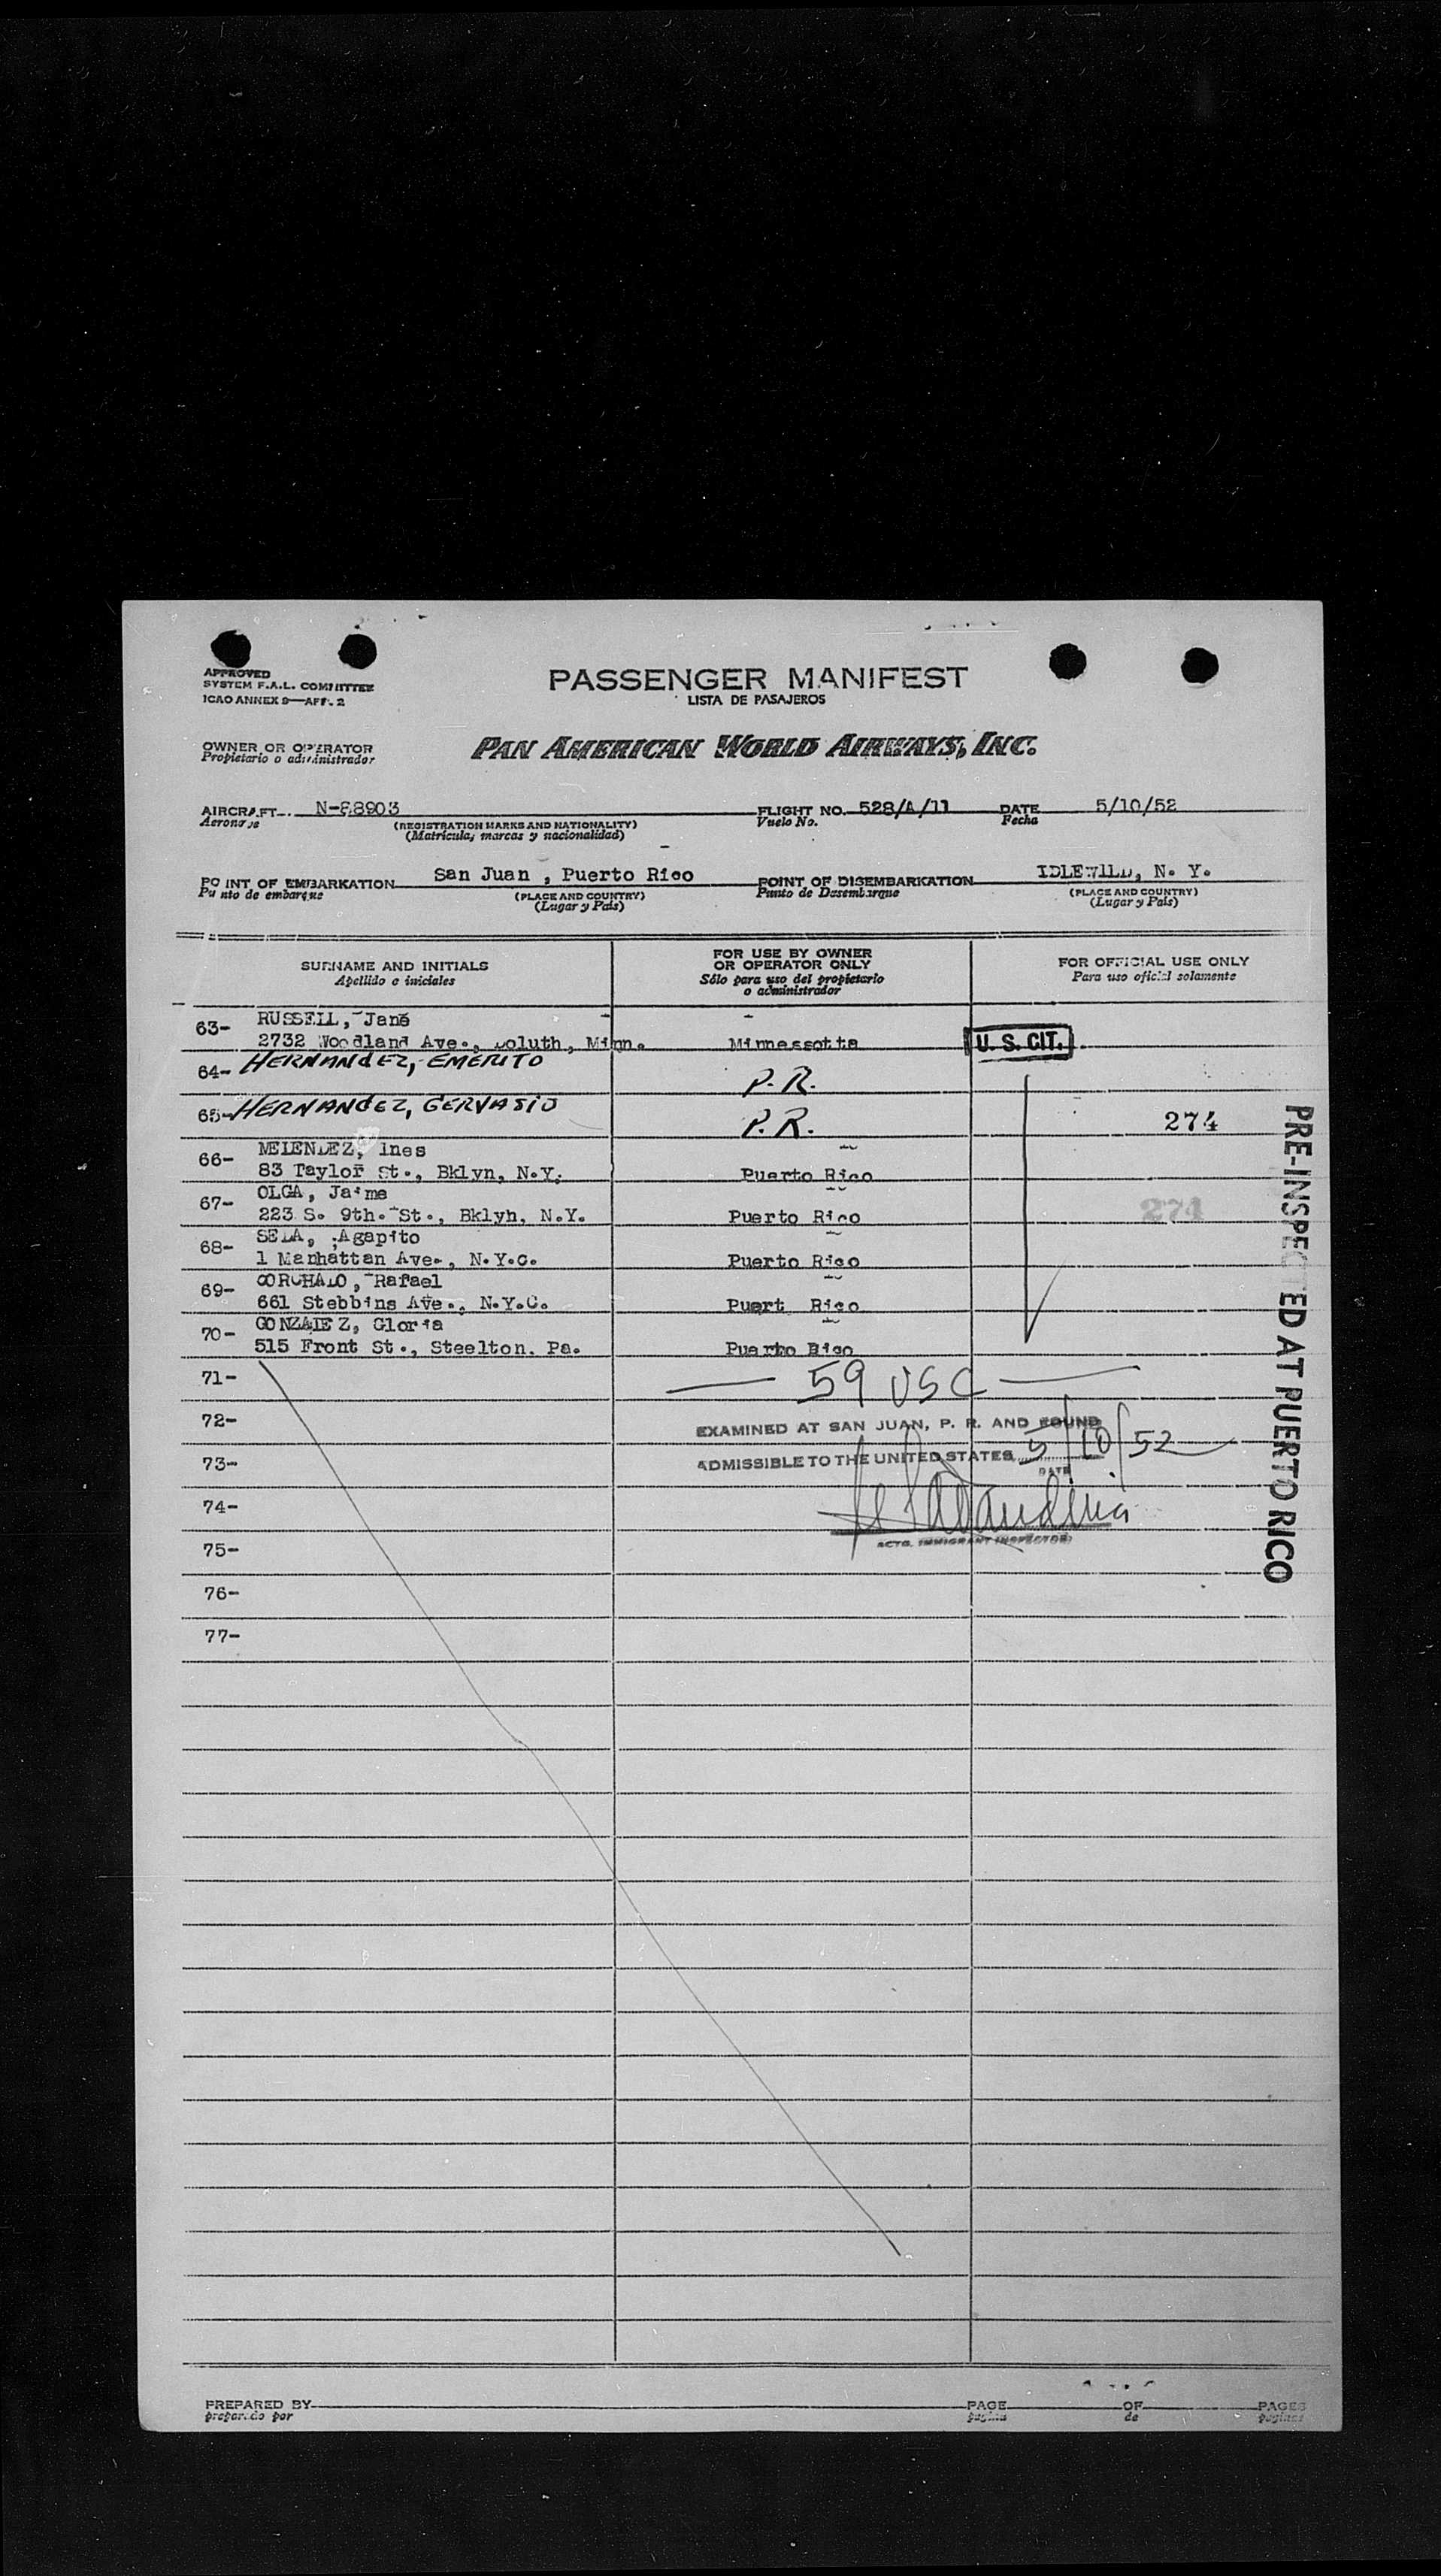 APPROVED
SYSTEM F.A.L. COMMITTEE
ICAO ANNEX 9—APP. 2
PASSENGER MANIFEST
LISTA DE PASAJEROS
OWNER OR OPERATOR
Propietario o administrador
PAN AMERICAN WORLD AIRWAYS, INC.
AIRCRAFT N-88903 FLIGHT NO. 528/A/11 DATE 5/10/52
Aeronave (REGISTRATION MARKS AND NATIONALITY) Vuelo No. Fecha
(Matricula, marcas y nacionalidad)
POINT OF EMBARKATION San Juan , Puerto Rico POINT OF DISEMBARKATION IDLEWILD, N. Y.
Punto de embarque (PLACE AND COUNTRY) Punto de Desembarque (PLACE AND COUNTRY)
(Lugar y País) (Lugar y País)
SURNAME AND INITIALS
Apellido e iniciales
FOR USE BY OWNER
OR OPERATOR ONLY
Sólo para uso del propietario
o administrador
FOR OFFICIAL USE ONLY
Para uso oficial solamente
63- RUSSELL, Jane
2732 Woodland Ave., Doluth, Minn. Minnessotta U. S. CIT.
64- HERNANDEZ, EMERITO P.R.
65- HERNANDEZ, GERVASIO P.R. 274
66- MELENDEZ, Ines
83 Taylor St., Bklyn, N.Y. Puerto Rico
67- OLGA, Jaime
223 S. 9th. St., Bklyh, N.Y. Puerto Rico 274
68- SELA, Agapito
1 Manhattan Ave., N.Y.C. Puerto Rico
69- CORCHADO, Rafael
661 Stebbins Ave., N.Y.C. Puert Rico
70- GONZALEZ, Gloria
515 Front St., Steelton, Pa. Puerto Rico
71- 59 USC
72- EXAMINED AT SAN JUAN, P. R. AND FOUND
73- ADMISSIBLE TO THE UNITED STATES 5/10/52
DATE
74-
75- ACTG. IMMIGRANT INSPECTOR
76-
77-
PRE-INSPECTED AT PUERTO RICO
PREPARED BY PAGE OF PAGES
preparado por página de páginas